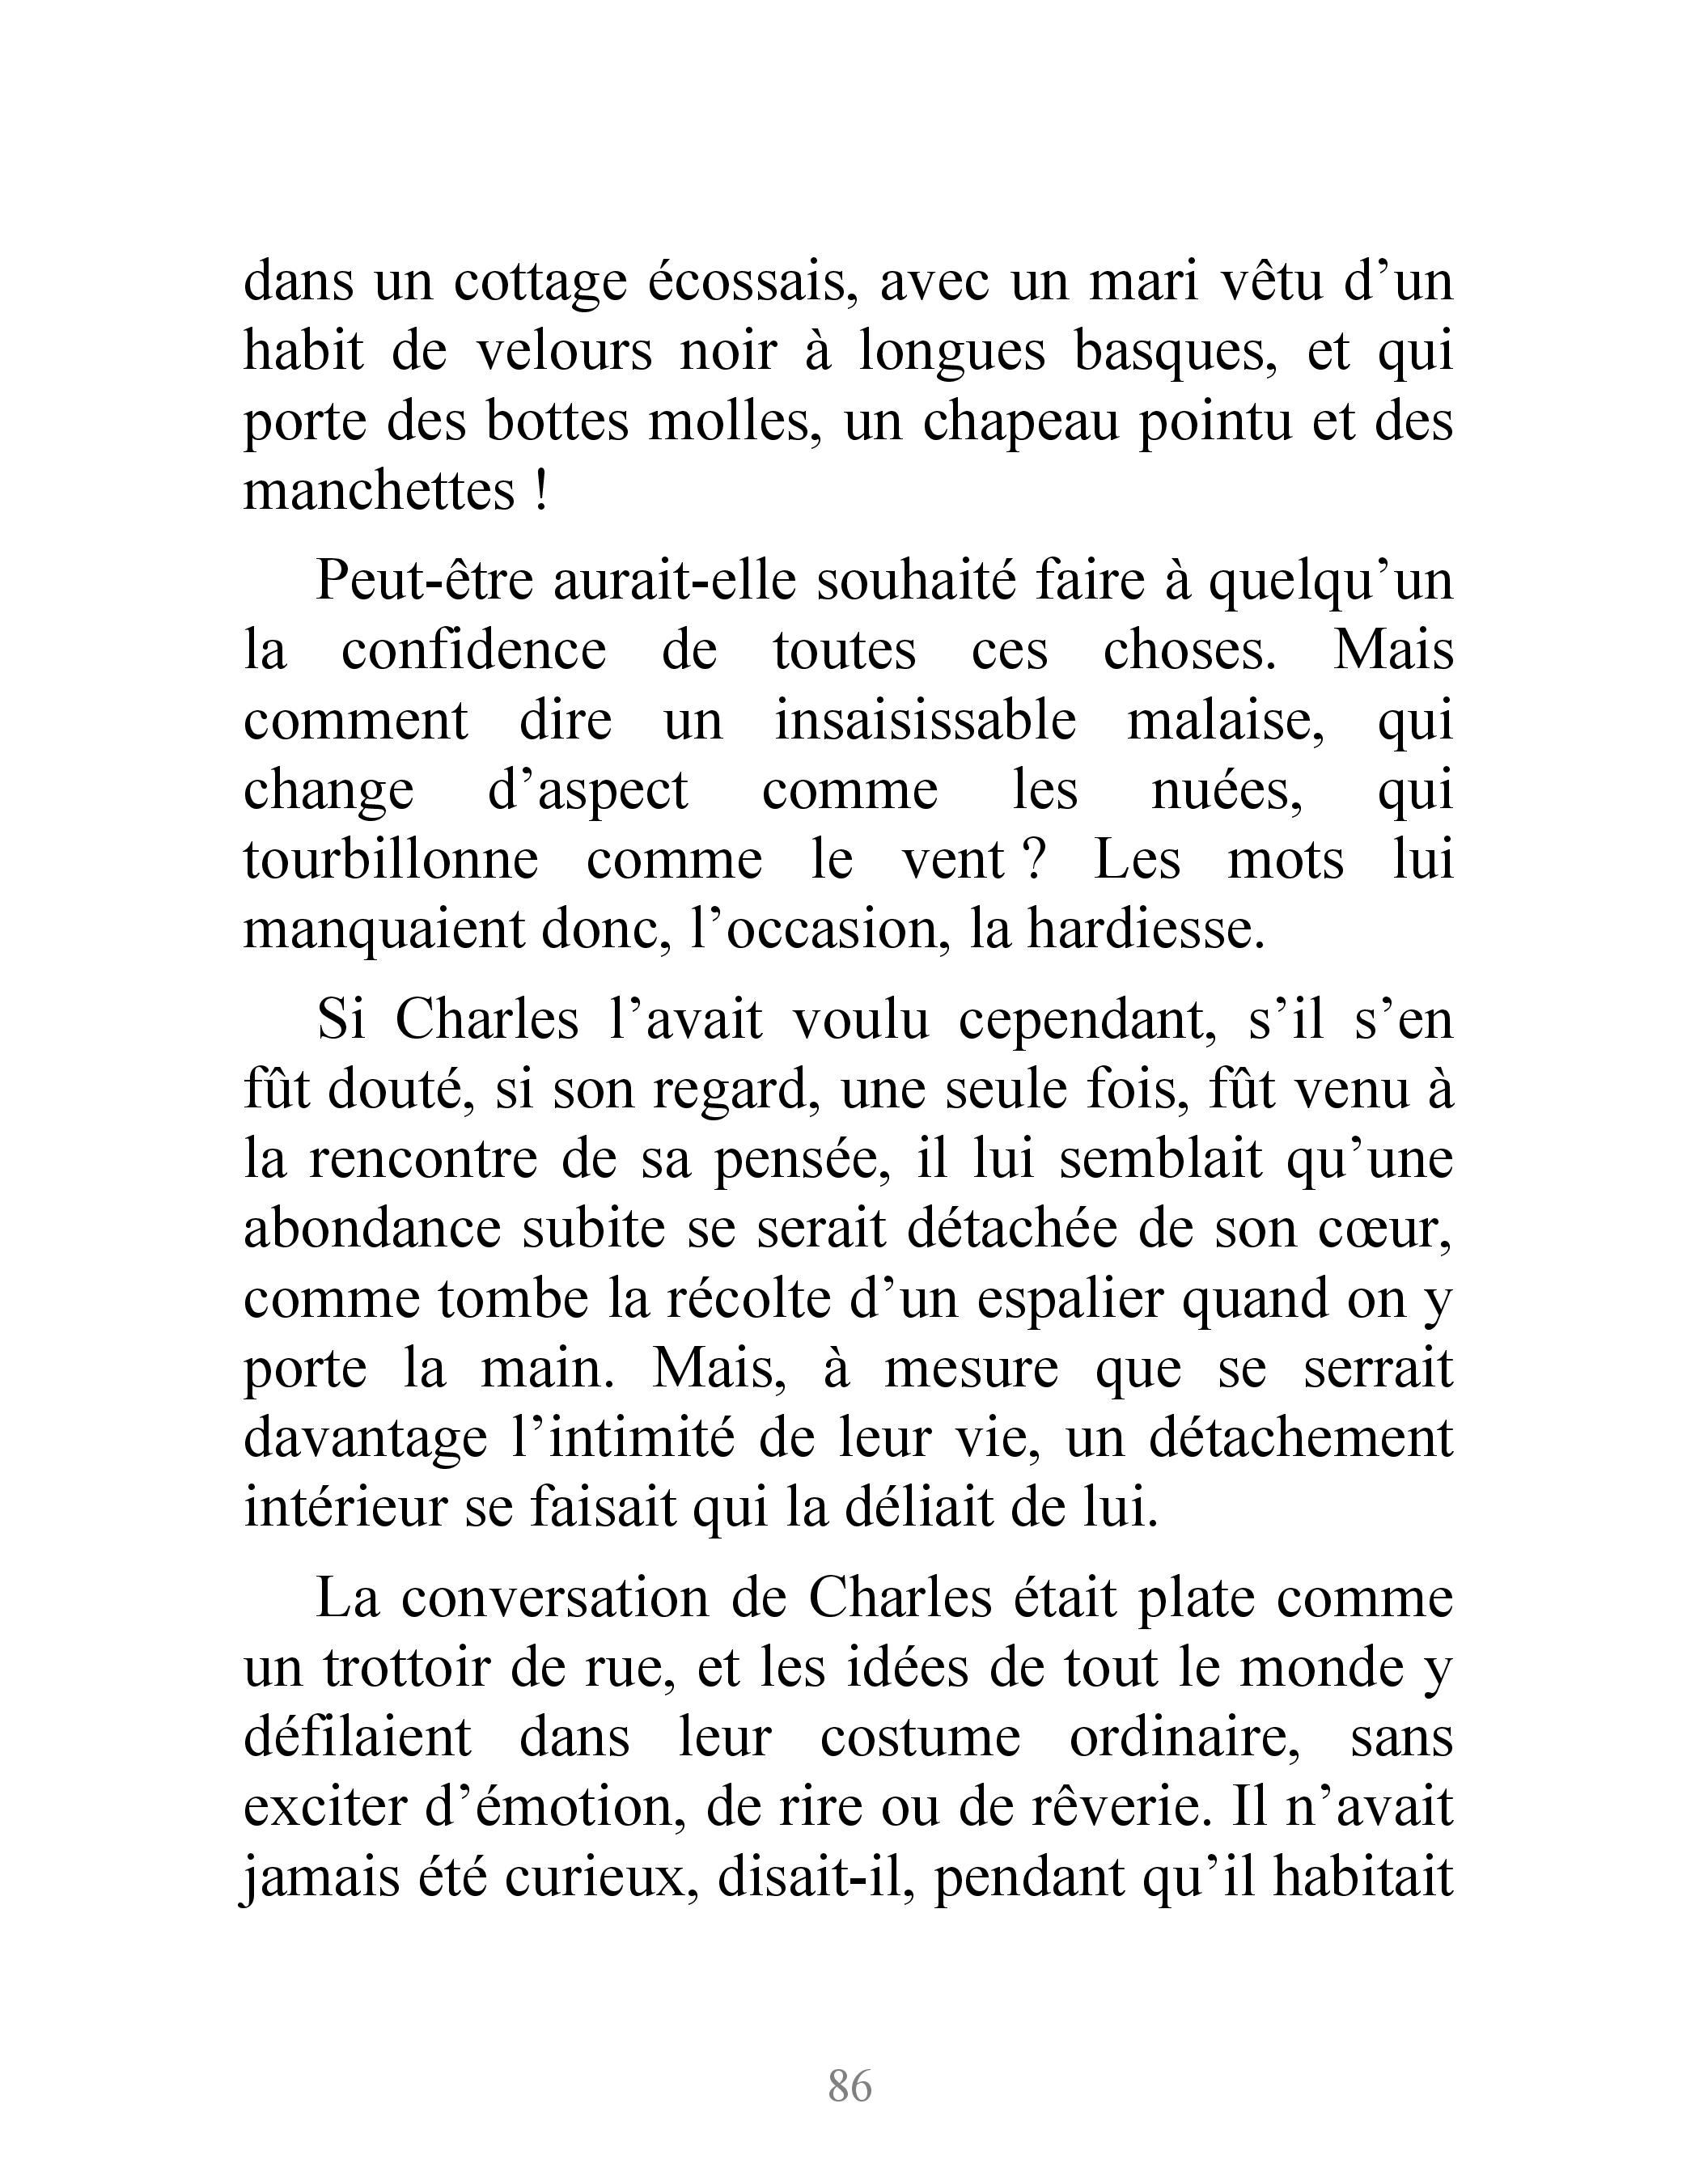 dans un cottage écossais, avec un mari vêtu d’un
habit de velours noir à longues basques, et qui
porte des bottes molles, un chapeau pointu et des
manchettes !
Peut-être aurait-elle souhaité faire à quelqu’un
la confidence de toutes ces choses. Mais
comment dire un insaisissable malaise, qui
change d’aspect comme les nuées, qui
tourbillonne comme le vent ? Les mots lui
manquaient donc, l’occasion, la hardiesse.
Si Charles l’avait voulu cependant, s’il s’en
fût douté, si son regard, une seule fois, fût venu à
la rencontre de sa pensée, il lui semblait qu’une
abondance subite se serait détachée de son cœur,
comme tombe la récolte d’un espalier quand on y
porte la main. Mais, à mesure que se serrait
davantage l’intimité de leur vie, un détachement
intérieur se faisait qui la déliait de lui.
La conversation de Charles était plate comme
un trottoir de rue, et les idées de tout le monde y
défilaient dans leur costume ordinaire, sans
exciter d’émotion, de rire ou de rêverie. Il n’avait
jamais été curieux, disait-il, pendant qu’il habitait
86